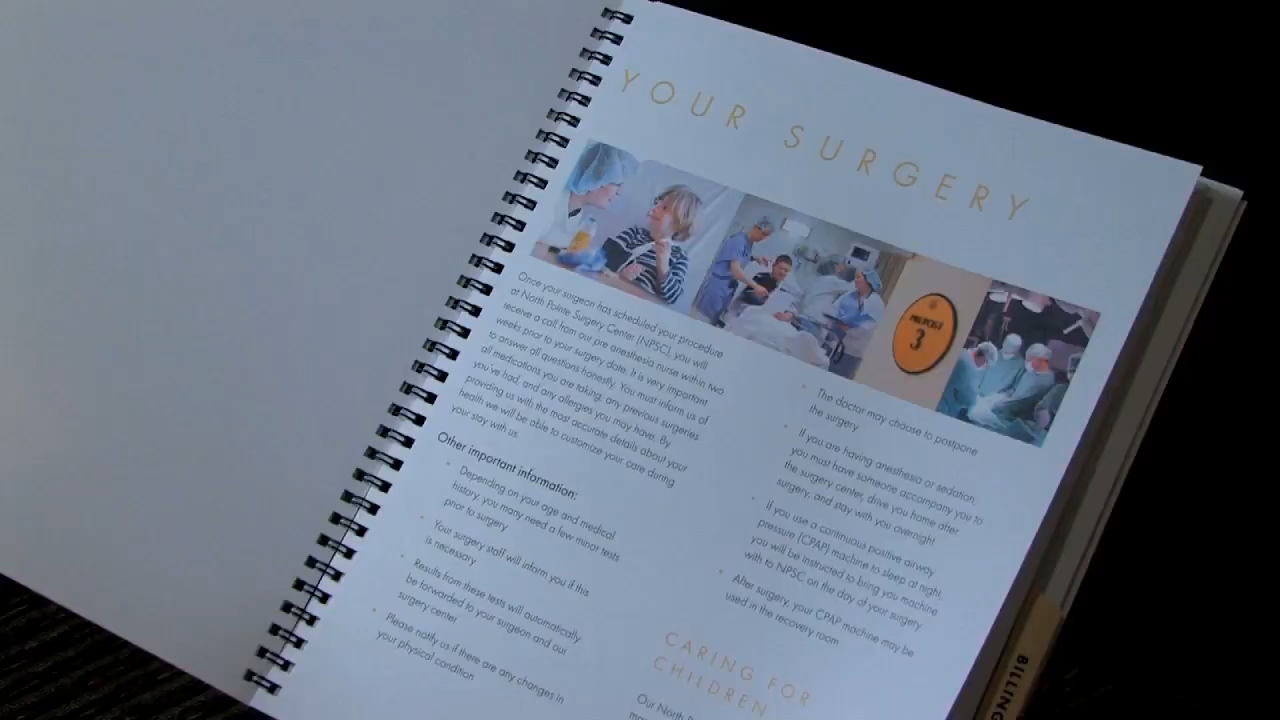 YOUR SURGERY
PRE/POST
3
Once your surgeon has scheduled your procedure
at North Pointe Surgery Center (NPSC), you will
receive a call from our pre anesthesia nurse within two
weeks prior to your surgery date. It is very important
to answer all questions honestly. You must inform us of
all medications you are taking, any previous surgeries
you've had, and any allergies you may have. By
providing us with the most accurate details about your
health we will be able to customize your care during
your stay with us.
Other important information:
Depending on your age and medical
history, you many need a few minor tests
prior to surgery
Your surgery staff will inform you if this
is necessary
Results from these tests will automatically
be forwarded to your surgeon and our
surgery center
Please notify us if there are any changes in
your physical condition
The doctor may choose to postpone
the surgery
If you are having anesthesia or sedation,
you must have someone accompany you to
the surgery center, drive you home after
surgery, and stay with you overnight
If you use a continuous positive airway
pressure (CPAP) machine to sleep at night,
you will be instructed to bring you machine
with to NPSC on the day of your surgery
After surgery, your CPAP machine may be
used in the recovery room
CARING FOR
CHILDREN
Our North
BILLING